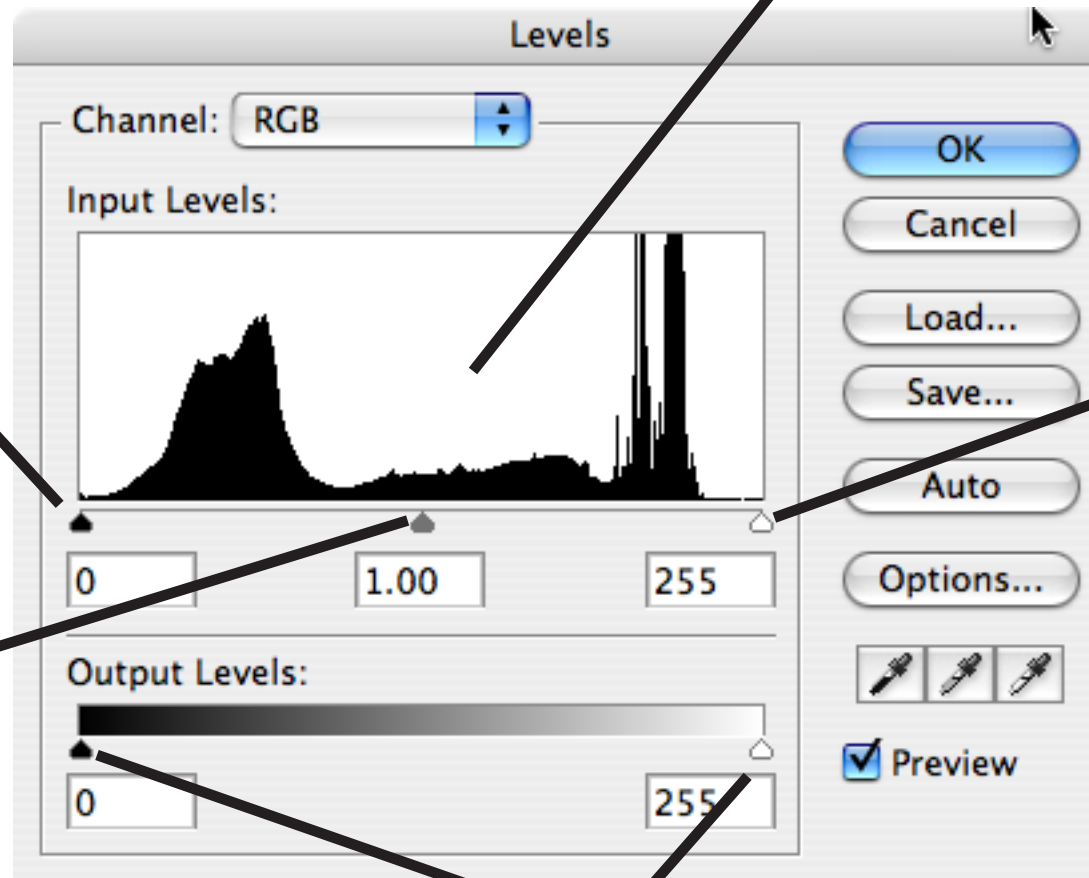 Levels
Channel: RGB
Input Levels:
0 1.00 255
Output Levels:
0 255
OK
Cancel
Load...
Save...
Auto
Options...
Preview